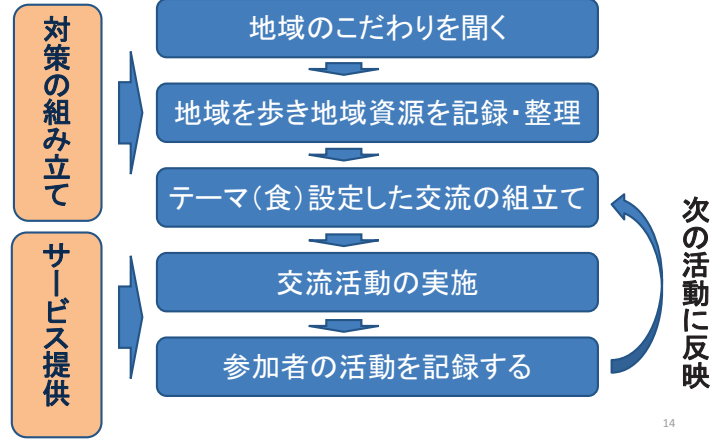 対策の組み立て
地域のこだわりを聞く
地域を歩き地域資源を記録・整理
テーマ(食)設定した交流の組立て
サービス提供
交流活動の実施
参加者の活動を記録する
次の活動に反映
14